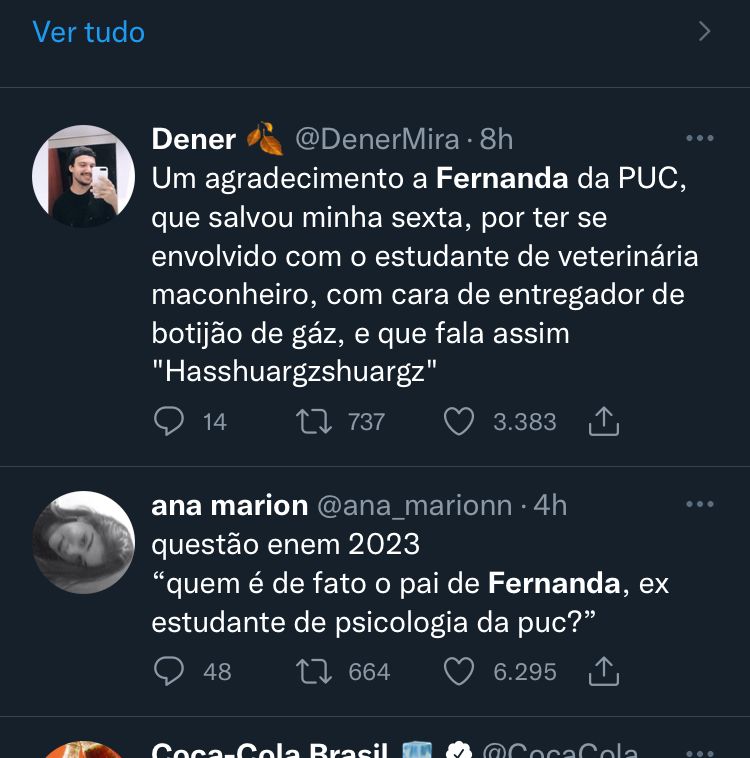 Ver tudo
Dener 🍂 @DenerMira · 8h
Um agradecimento a Fernanda da PUC,
que salvou minha sexta, por ter se
envolvido com o estudante de veterinária
maconheiro, com cara de entregador de
botijão de gáz, e que fala assim
"Hasshuargzshuargz"
14 737 3.383
ana marion @ana_marionn · 4h
questão enem 2023
“quem é de fato o pai de Fernanda, ex
estudante de psicologia da puc?”
48 664 6.295
Coca-Cola Brasil @CocaCola